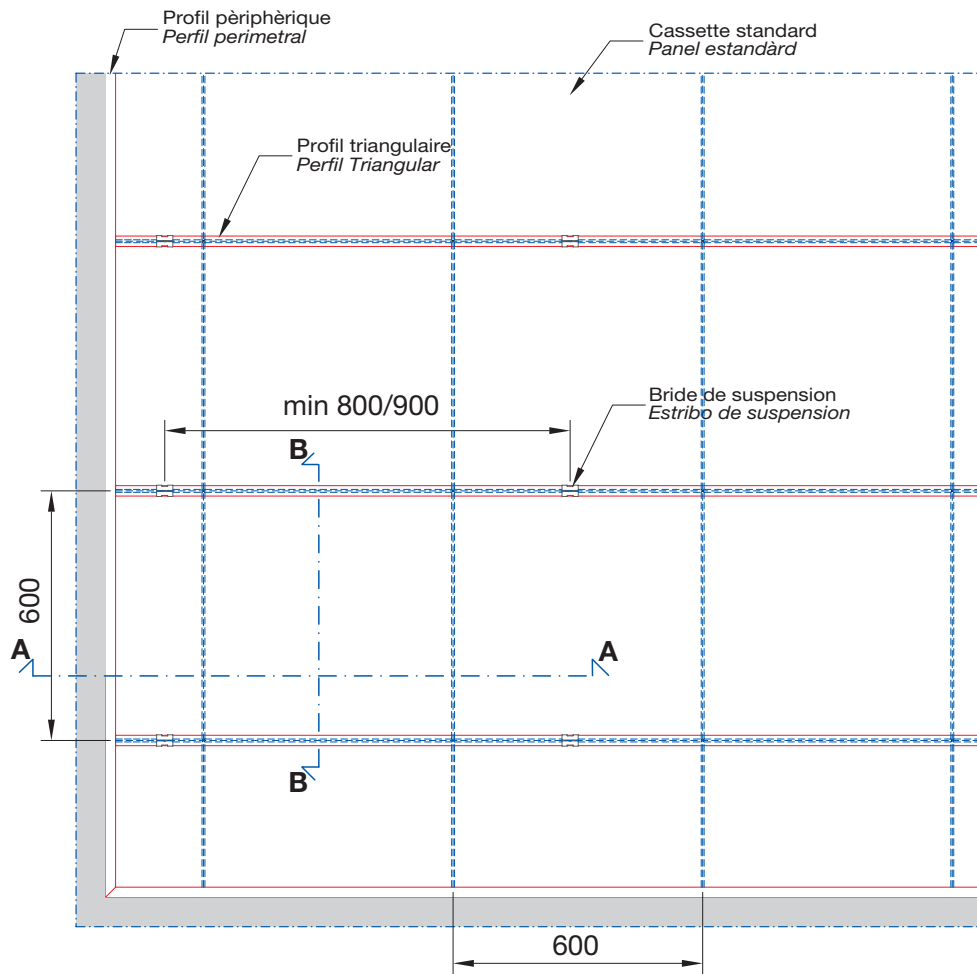 Profil pèriphèrique
Perfil perimetral
Cassette standard
Panel estandàrd
Profil triangulaire
Perfil Triangular
min 800/900
Bride de suspension
Estribo de suspension
B
600
A
A
B
600